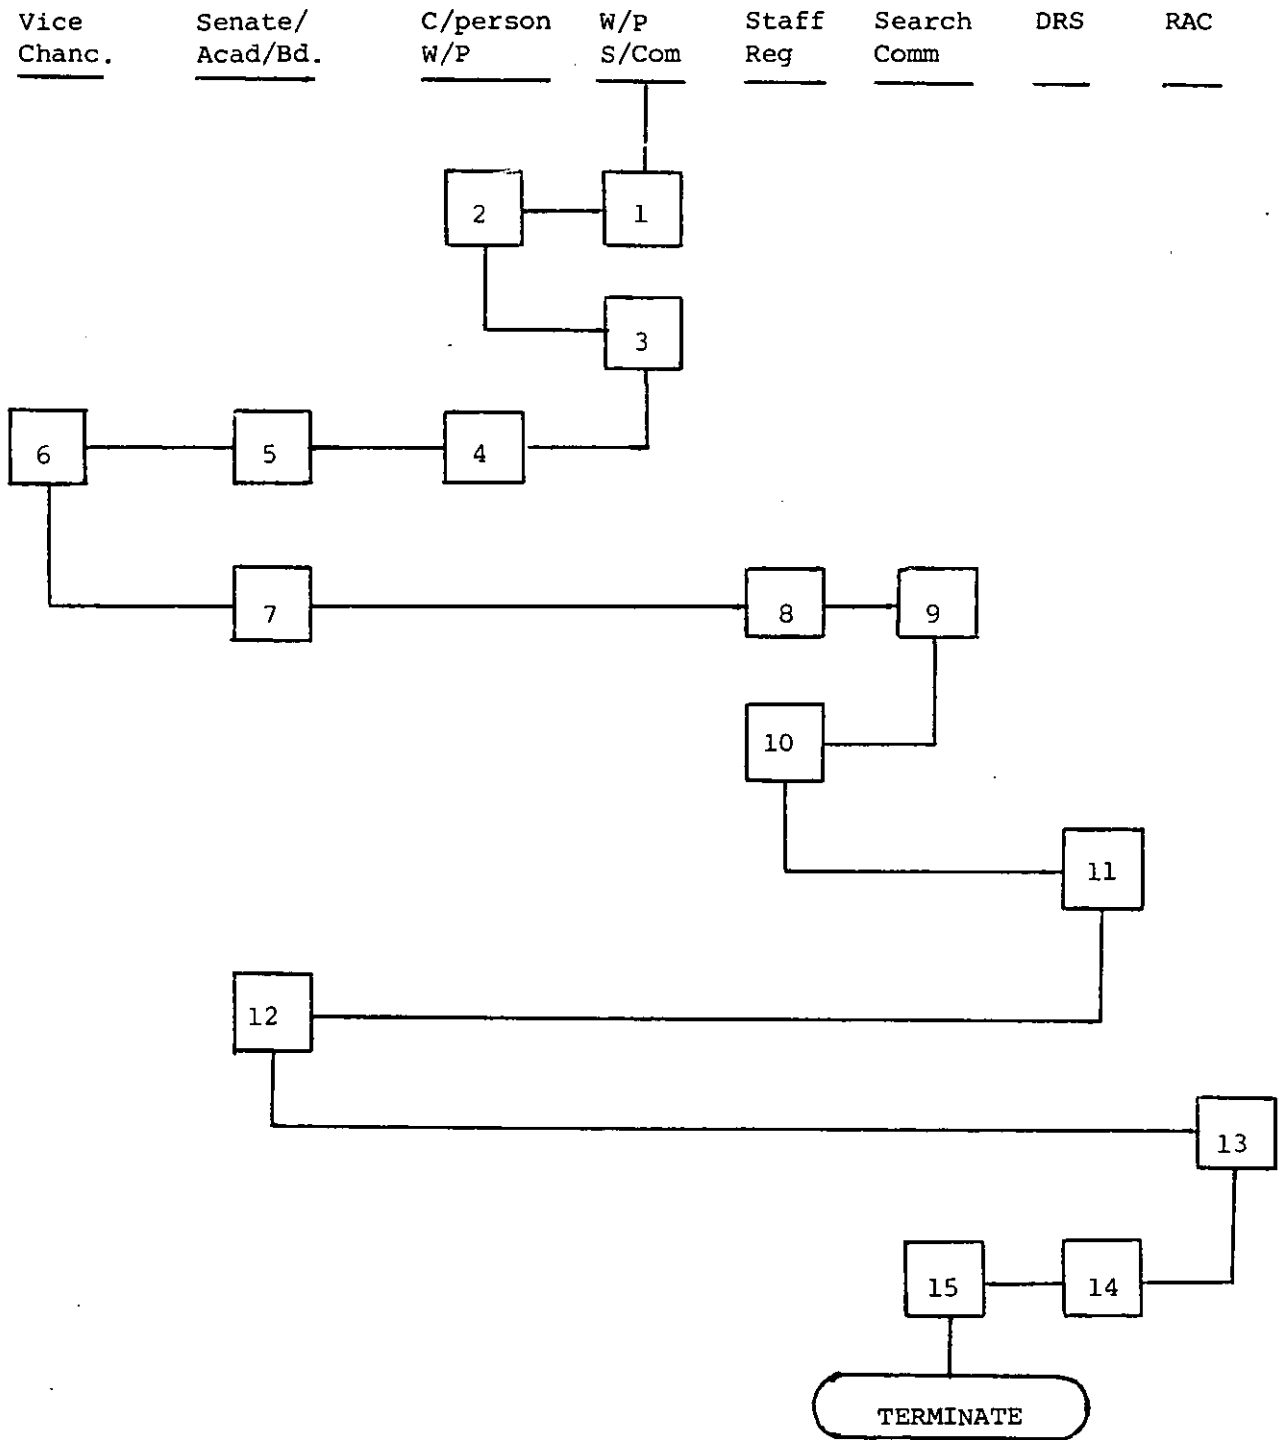 Vice Senate/ C/person W/P Staff Search DRS RAC
Chanc. Acad/Bd. W/P S/Com Reg Comm
2 1
3
6 5 4
7 8 9
10
11
12
13
15 14
TERMINATE